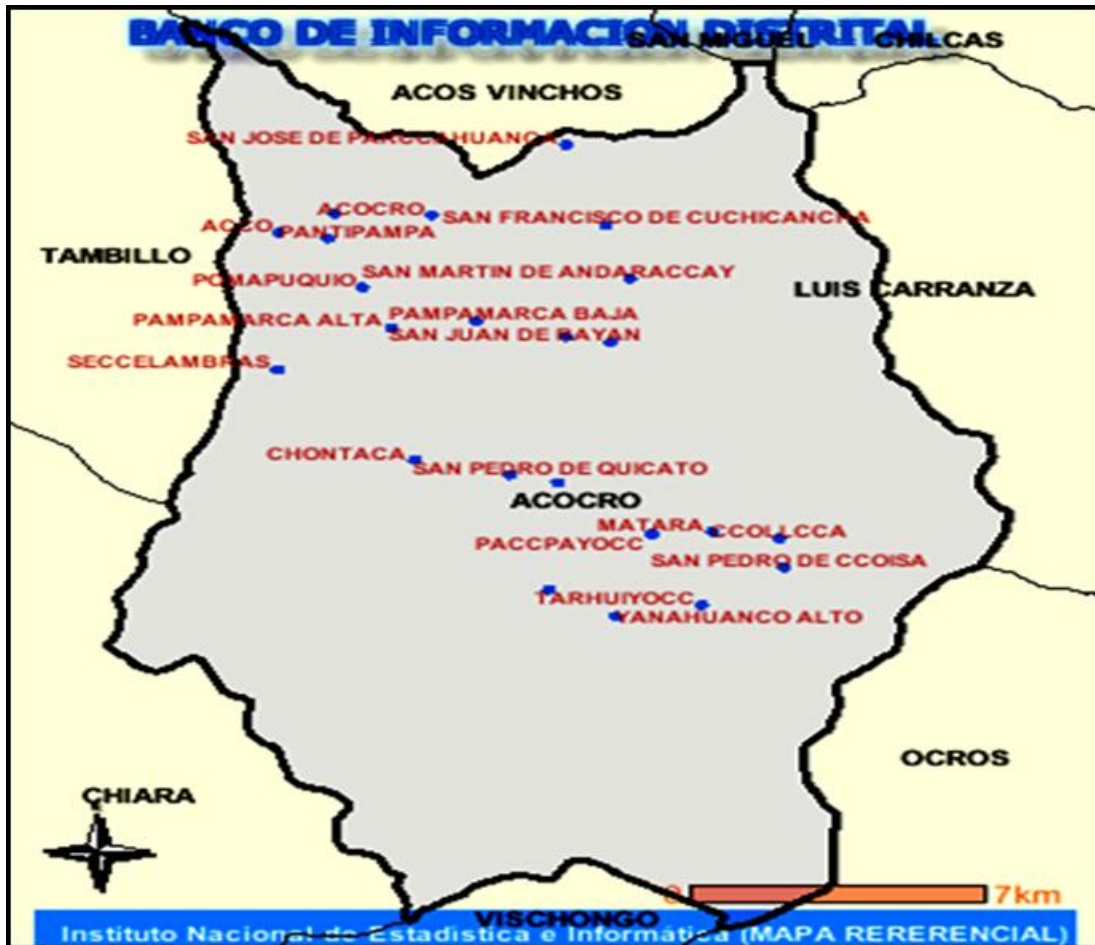 BANCO DE INFORMACION DISTRITAL
SAN MIGUEL
CHILCAS
ACOS VINCHOS
SAN JOSE DE PARCCAHUANCA
ACOCRO
SAN FRANCISCO DE CUCHICANCHA
ACCO
PANTIPAMPA
TAMBILLO
SAN MARTIN DE ANDARACCAY
POMAPUQUIO
LUIS CARRANZA
PAMPAMARCA BAJA
PAMPAMARCA ALTA
SAN JUAN DE RAYAN
SECCELAMBRAS
CHONTACA
SAN PEDRO DE QUICATO
ACOCRO
MATARA
CCOLLCCA
PACCPAYOCC
SAN PEDRO DE CCOISA
TARHUIYOCC
YANAHUANCO ALTO
OCROS
CHIARA
0 7km
VISCHONGO
Instituto Nacional de Estadística e Informática (MAPA RERERENCIAL)